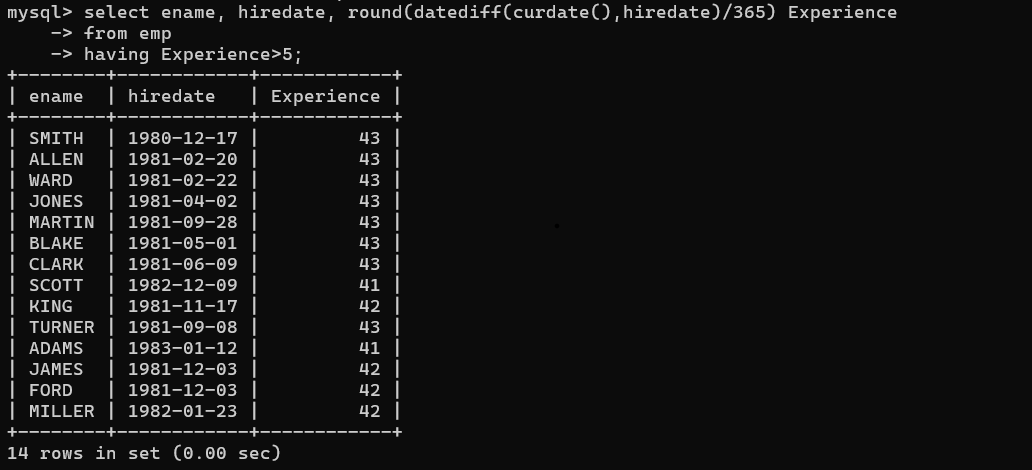 mysql> select ename, hiredate, round(datediff(curdate(),hiredate)/365) Experience
    -> from emp
    -> having Experience>5;
+--------+------------+------------+
| ename  | hiredate   | Experience |
+--------+------------+------------+
| SMITH  | 1980-12-17 |         43 |
| ALLEN  | 1981-02-20 |         43 |
| WARD   | 1981-02-22 |         43 |
| JONES  | 1981-04-02 |         43 |
| MARTIN | 1981-09-28 |         43 |
| BLAKE  | 1981-05-01 |         43 |
| CLARK  | 1981-06-09 |         43 |
| SCOTT  | 1982-12-09 |         41 |
| KING   | 1981-11-17 |         42 |
| TURNER | 1981-09-08 |         43 |
| ADAMS  | 1983-01-12 |         41 |
| JAMES  | 1981-12-03 |         42 |
| FORD   | 1981-12-03 |         42 |
| MILLER | 1982-01-23 |         42 |
+--------+------------+------------+
14 rows in set (0.00 sec)